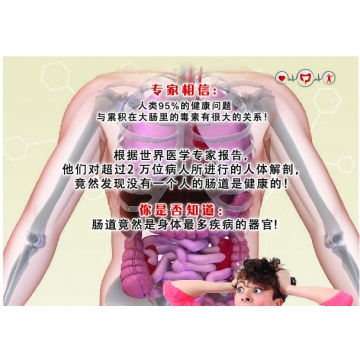 专家相信：
人类95%的健康问题
与累积在大肠里的毒素有很大的关系！
根据世界医学专家报告，
他们对超过2 万位病人所进行的人体解剖，
竟然发现没有一个人的肠道是健康的！
你是否知道：
肠道竟然是身体最多疾病的器官！